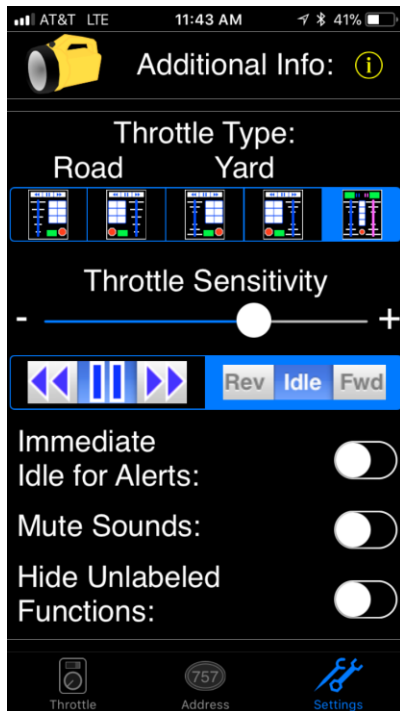 AT&T LTE 11:43 AM 41%
Additional Info: i
Throttle Type:
Road Yard
Throttle Sensitivity
- +
Rev Idle Fwd
Immediate
Idle for Alerts:
Mute Sounds:
Hide Unlabeled
Functions:
757
Throttle Address Settings